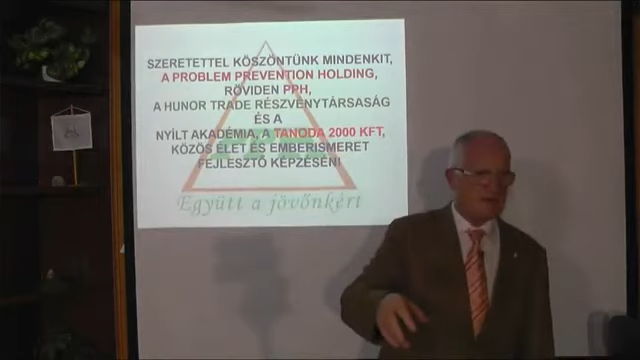 SZERETETTEL KÖSZÖNTÜNK MINDENKIT,
A PROBLEM PREVENTION HOLDING,
RÖVIDEN PPH,
A HUNOR TRADE RÉSZVÉNYTÁRSASÁG
ÉS A
NYÍLT AKADÉMIA, A TANODA 2000 KFT,
KÖZÖS ÉLET ÉS EMBERISMERET
FEJLESZTŐ KÉPZÉSÉN!
Együtt a jövőnkért